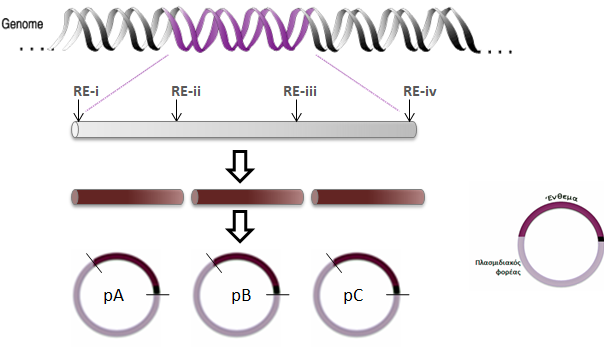 Genome
.... ....
RE-i RE-ii RE-iii RE-iv
Ένθεμα
Πλασμιδιακός
φορέας
pA pB pC